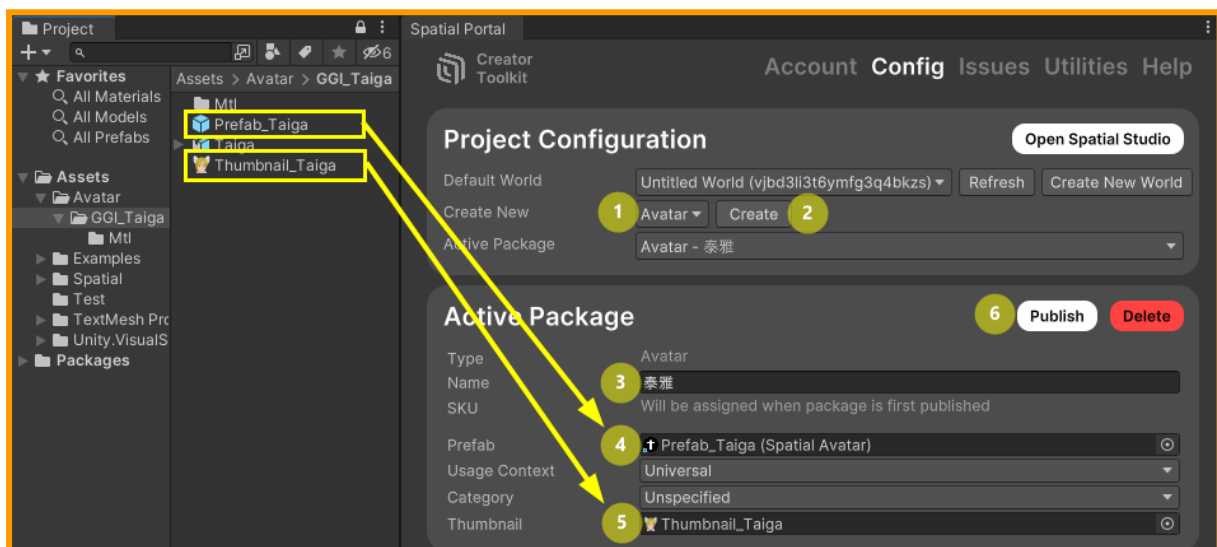 Project
6
Favorites
All Materials
All Models
All Prefabs
Assets
Avatar
GGI_Taiga
Mtl
Examples
Spatial
Test
TextMesh Pro
Unity.VisualS
Packages
Assets > Avatar > GGI_Taiga
Mtl
Prefab_Taiga
Taiga
Thumbnail_Taiga
Spatial Portal
Creator
Toolkit
Account Config Issues Utilities Help
Project Configuration
Open Spatial Studio
Default World Untitled World (vjbd3li3t6ymfg3q4bkzs) Refresh Create New World
Create New 1 Avatar Create 2
Active Package Avatar - 泰雅
Active Package 6 Publish Delete
Type Avatar
Name 3 泰雅
SKU Will be assigned when package is first published
Prefab 4 Prefab_Taiga (Spatial Avatar)
Usage Context Universal
Category Unspecified
Thumbnail 5 Thumbnail_Taiga